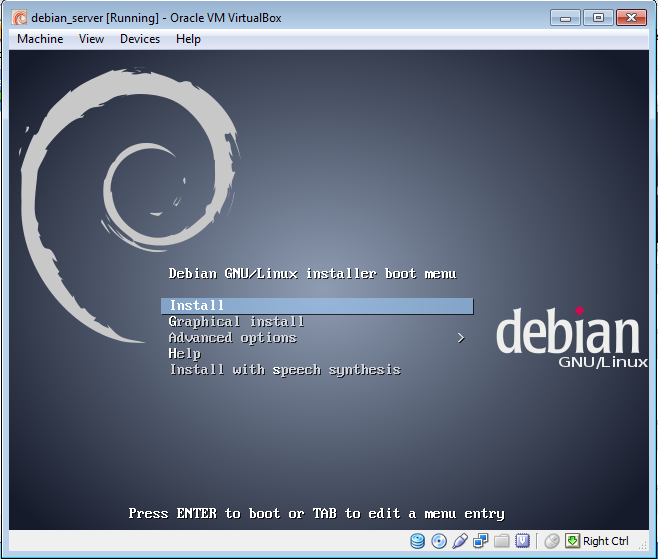 debian_server [Running] - Oracle VM VirtualBox
Machine View Devices Help
Debian GNU/Linux installer boot menu
Install
Graphical install
Advanced options >
Help
Install with speech synthesis
debian
GNU/Linux
Press ENTER to boot or TAB to edit a menu entry
Right Ctrl